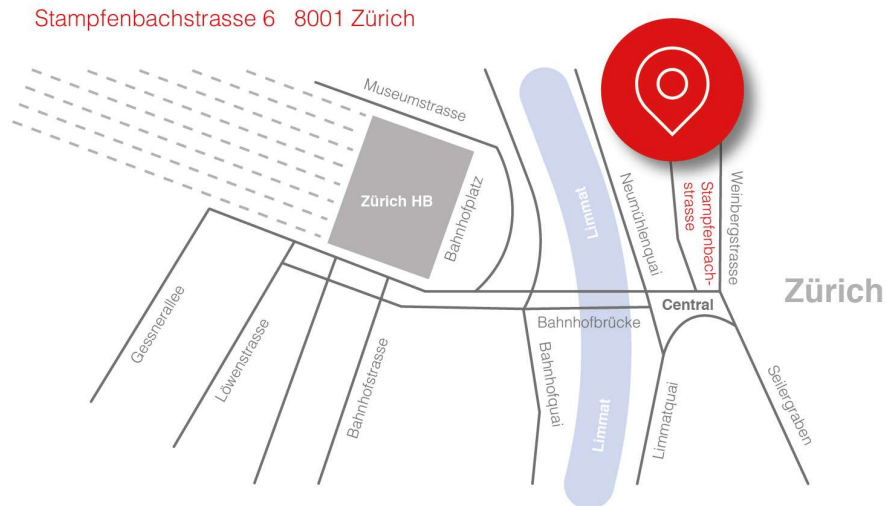 Stampfenbachstrasse 6 8001 Zürich
Museumstrasse
Zürich HB
Bahnhofplatz
Limmat
Neumühlenquai
Stampfenbach-
strasse
Weinbergstrasse
Zürich
Central
Bahnhofbrücke
Gessnerallee
Löwenstrasse
Bahnhofstrasse
Bahnhofquai
Limmat
Limmatquai
Seilergraben